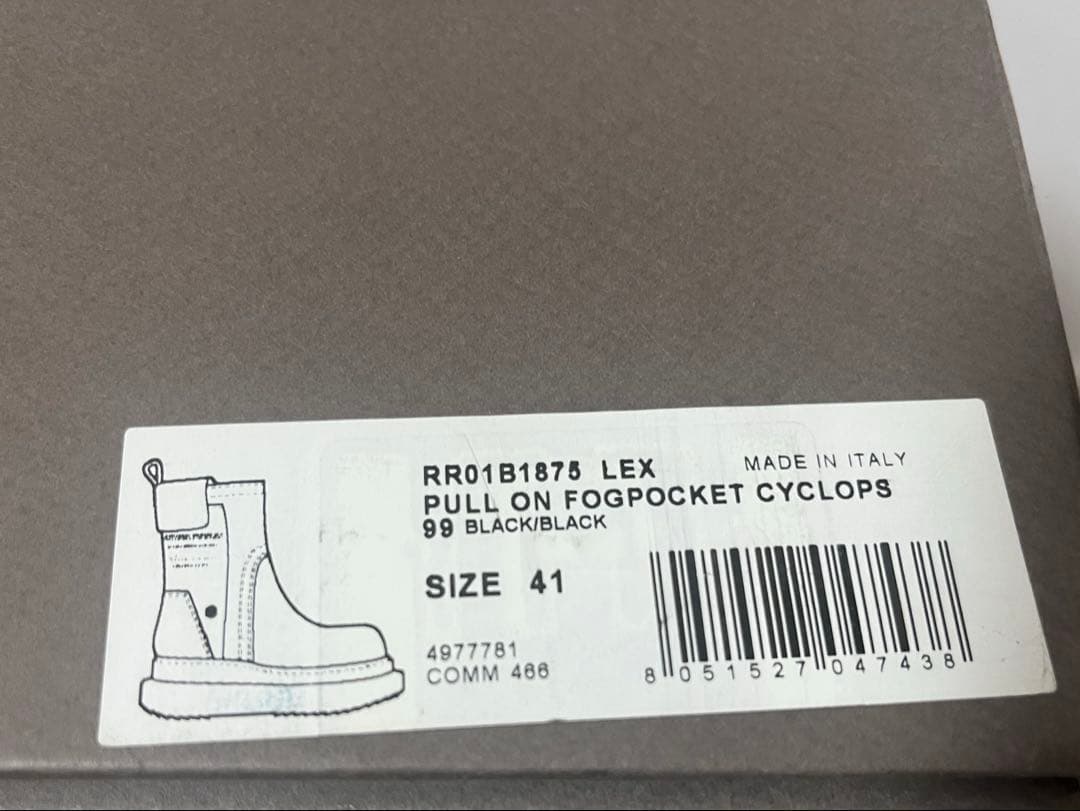 RR01B1875 LEX
MADE IN ITALY
PULL ON FOGPOCKET CYCLOPS
99 BLACK/BLACK
SIZE 41
4977781
COMM 466
8 051527 047438